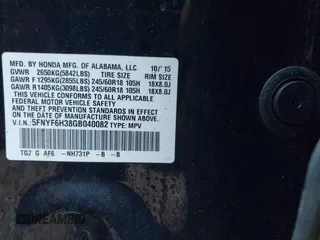 MFD. BY HONDA MFG. OF ALABAMA, LLC 10/'15
GVWR 2650KG(5842LBS) TIRE SIZE RIM SIZE
GAWR F 1295KG(2855LBS) 245/60R18 105H 18X8.0J
GAWR R 1405KG(3098LBS) 245/60R18 105H 18X8.0J
THIS VEHICLE CONFORMS TO ALL APPLICABLE
FEDERAL MOTOR VEHICLE SAFETY AND THEFT
PREVENTION STANDARDS IN EFFECT ON THE DATE
OF MANUFACTURE SHOWN ABOVE.
V.I.N.: 5FNYF6H38GB040082 TYPE: MPV
TG7 G AF6 -NH731P - B - B
DREAMBID